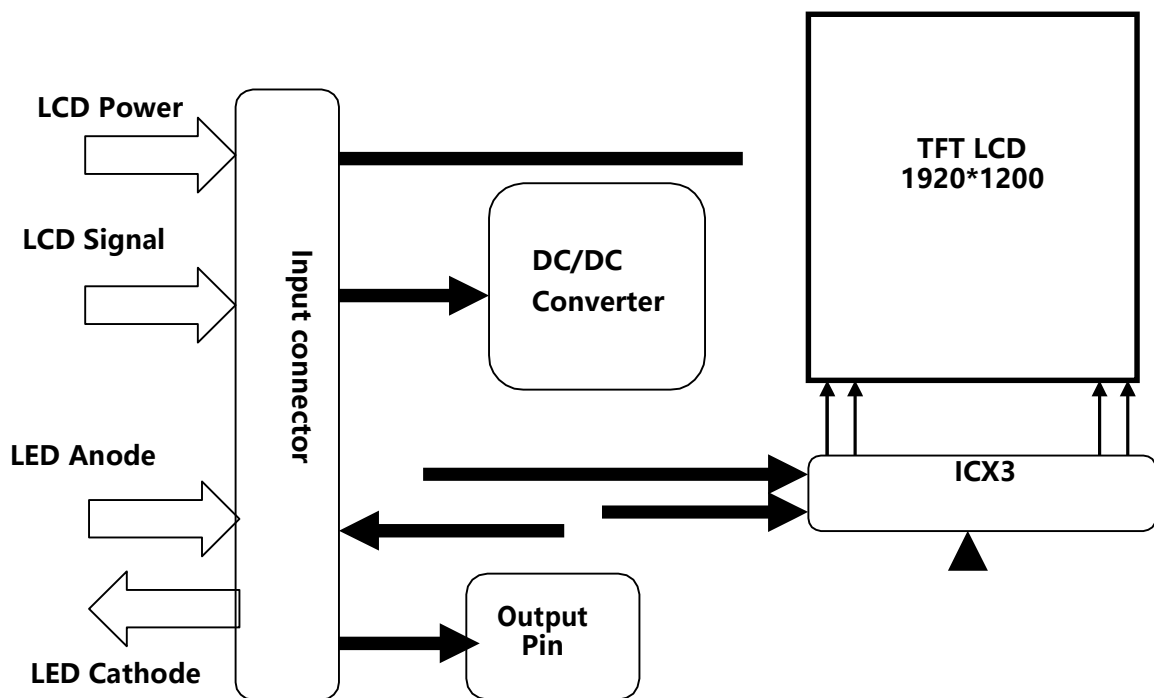 LCD Power
LCD Signal
LED Anode
LED Cathode
Input connector
DC/DC
Converter
Output
Pin
TFT LCD
1920*1200
ICX3